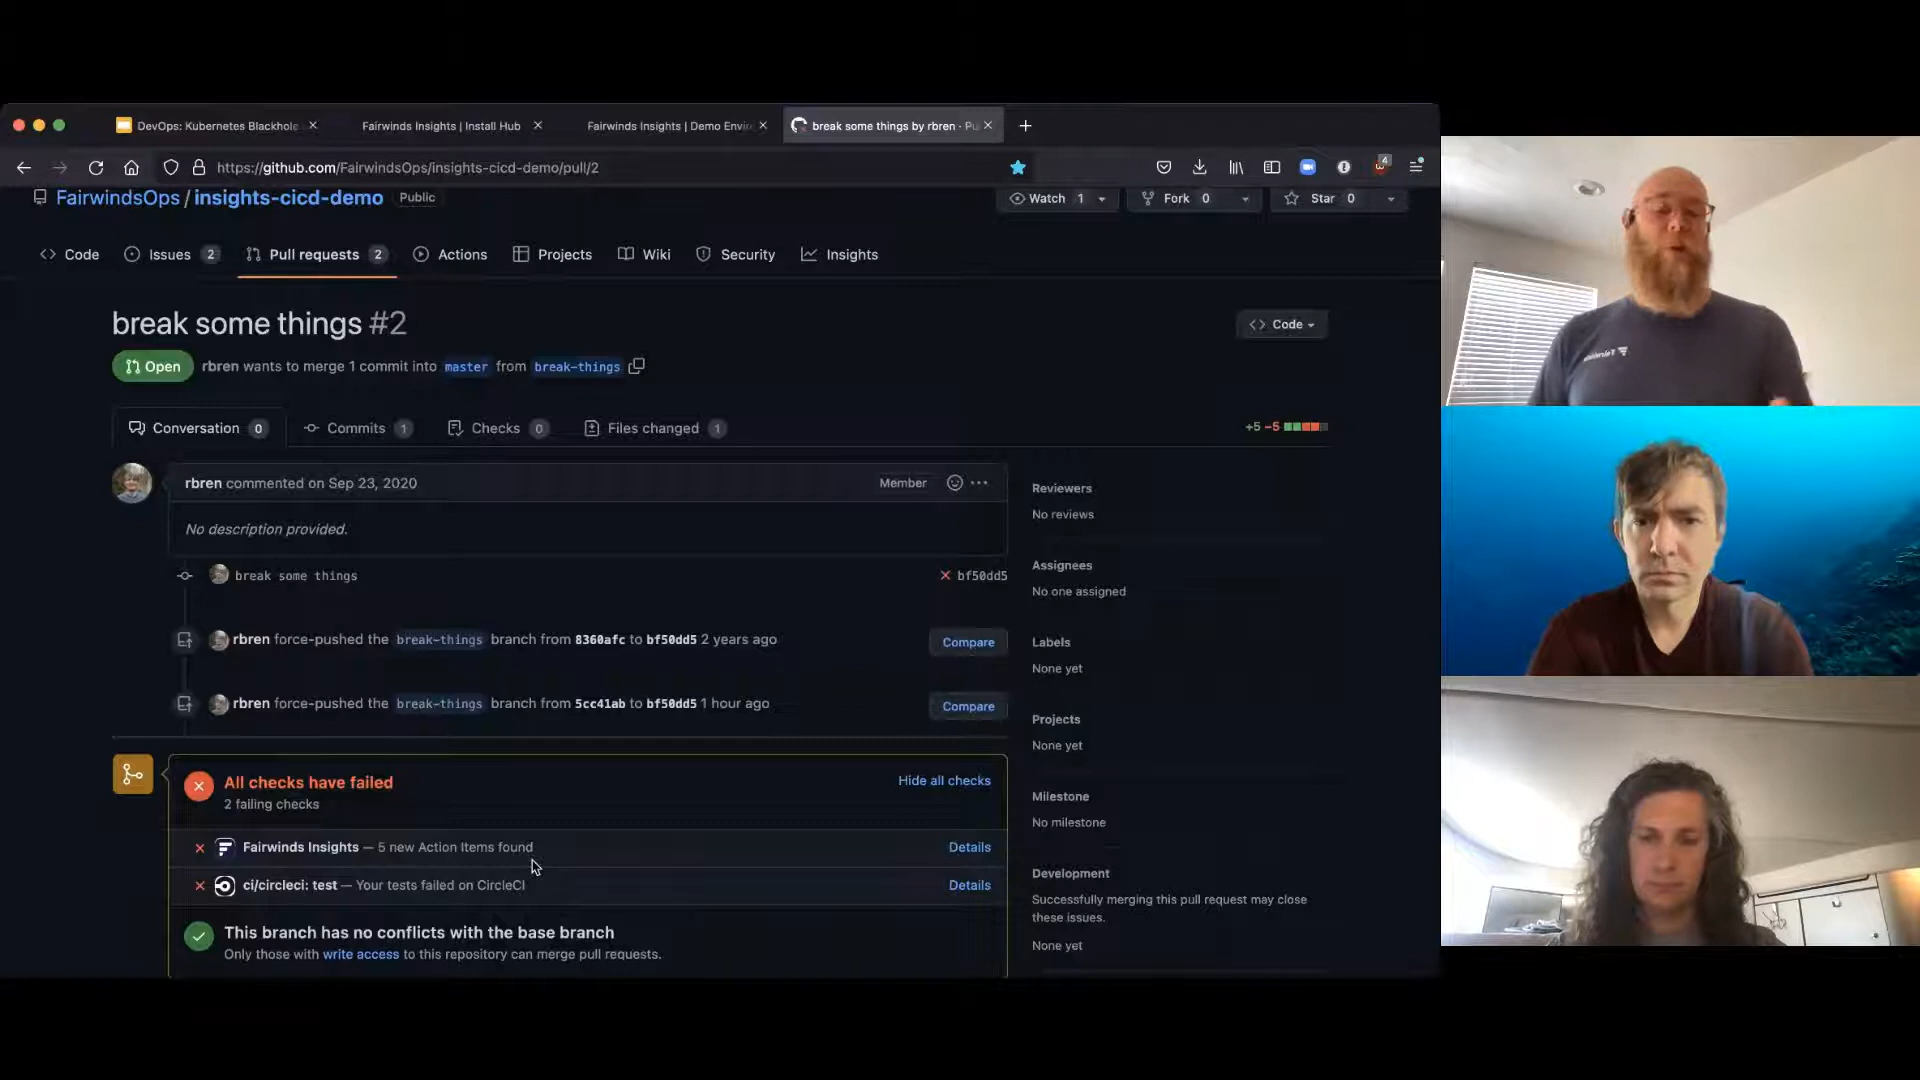 DevOps: Kubernetes Blackhole
Fairwinds Insights | Install Hub
Fairwinds Insights | Demo Envir
break some things by rbren · Pu
https://github.com/FairwindsOps/insights-cicd-demo/pull/2
4
FairwindsOps / insights-cicd-demo Public
Watch 1
Fork 0
Star 0
Code
Issues 2
Pull requests 2
Actions
Projects
Wiki
Security
Insights
break some things #2
Code
Open
rbren wants to merge 1 commit into master from break-things
Conversation 0
Commits 1
Checks 0
Files changed 1
+5 −5
rbren commented on Sep 23, 2020
Member
No description provided.
break some things
bf50dd5
rbren force-pushed the break-things branch from 8360afc to bf50dd5 2 years ago
Compare
rbren force-pushed the break-things branch from 5cc41ab to bf50dd5 1 hour ago
Compare
All checks have failed
2 failing checks
Hide all checks
Fairwinds Insights — 5 new Action Items found
Details
ci/circleci: test — Your tests failed on CircleCI
Details
This branch has no conflicts with the base branch
Only those with write access to this repository can merge pull requests.
Reviewers
No reviews
Assignees
No one assigned
Labels
None yet
Projects
None yet
Milestone
No milestone
Development
Successfully merging this pull request may close
these issues.
None yet